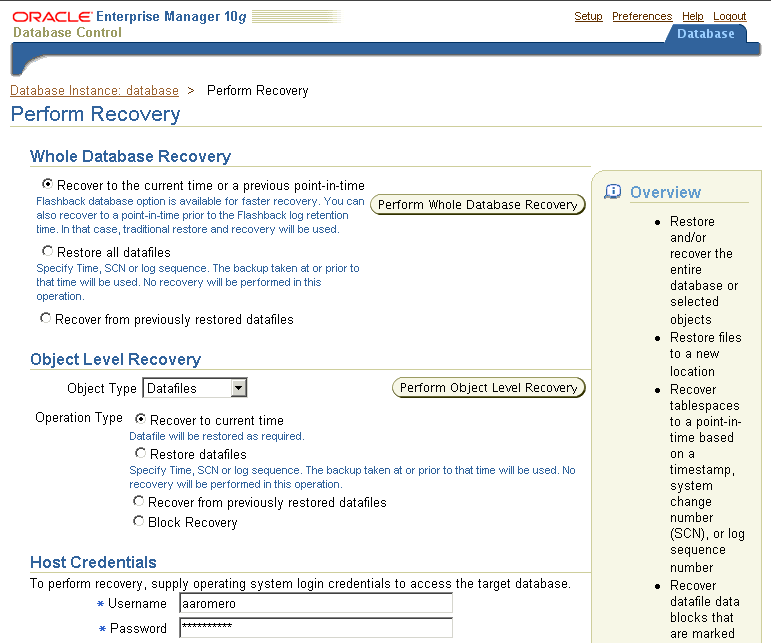 ORACLE Enterprise Manager 10g
Database Control
Setup Preferences Help Logout
Database
Database Instance: database > Perform Recovery
Perform Recovery
Whole Database Recovery
Recover to the current time or a previous point-in-time
Flashback database option is available for faster recovery. You can
also recover to a point-in-time prior to the Flashback log retention
time. In that case, traditional restore and recovery will be used.
Perform Whole Database Recovery
Restore all datafiles
Specify Time, SCN or log sequence. The backup taken at or prior to
that time will be used. No recovery will be performed in this
operation.
Recover from previously restored datafiles
Object Level Recovery
Object Type Datafiles
Perform Object Level Recovery
Operation Type Recover to current time
Datafile will be restored as required.
Restore datafiles
Specify Time, SCN or log sequence. The backup taken at or prior to that time will be used. No
recovery will be performed in this operation.
Recover from previously restored datafiles
Block Recovery
Host Credentials
To perform recovery, supply operating system login credentials to access the target database.
* Username aaromero
* Password **********
Overview
• Restore
and/or
recover the
entire
database or
selected
objects
• Restore files
to a new
location
• Recover
tablespaces
to a point-in-
time based
on a
timestamp,
system
change
number
(SCN), or log
sequence
number
• Recover
datafile data
blocks that
are marked